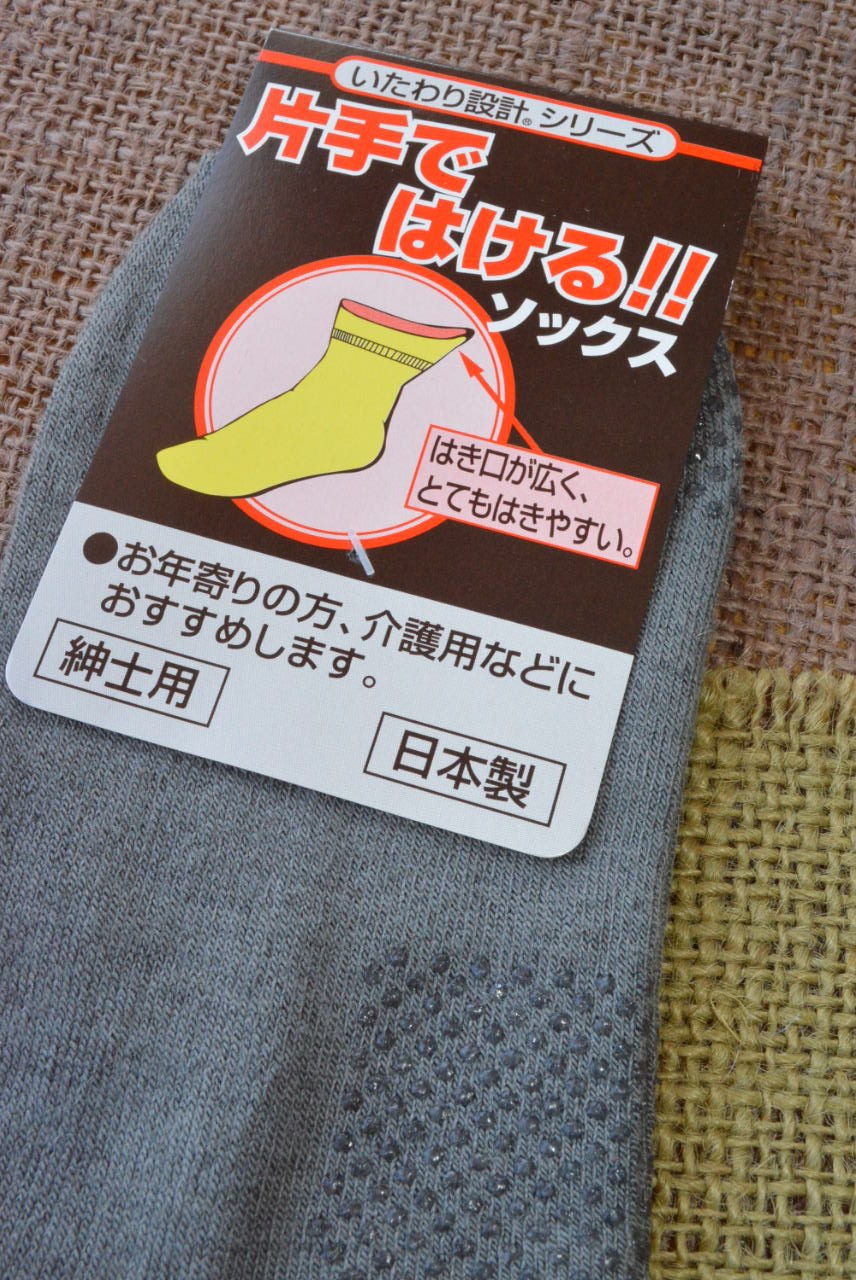 いたわり設計® シリーズ
片手で
はける!!
ソックス
はき口が広く、
とてもはきやすい。
●お年寄りの方、介護用などに
おすすめします。
紳士用
日本製